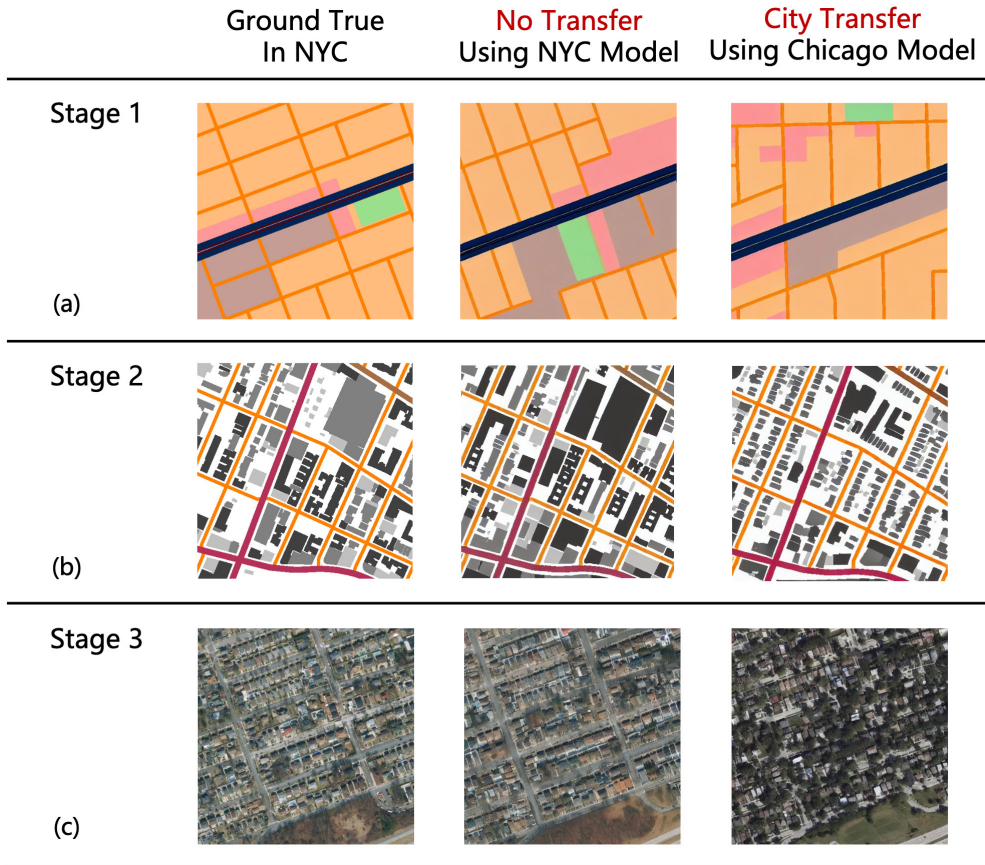 Ground True
In NYC
No Transfer
Using NYC Model
City Transfer
Using Chicago Model
Stage 1
(a)
Stage 2
(b)
Stage 3
(c)